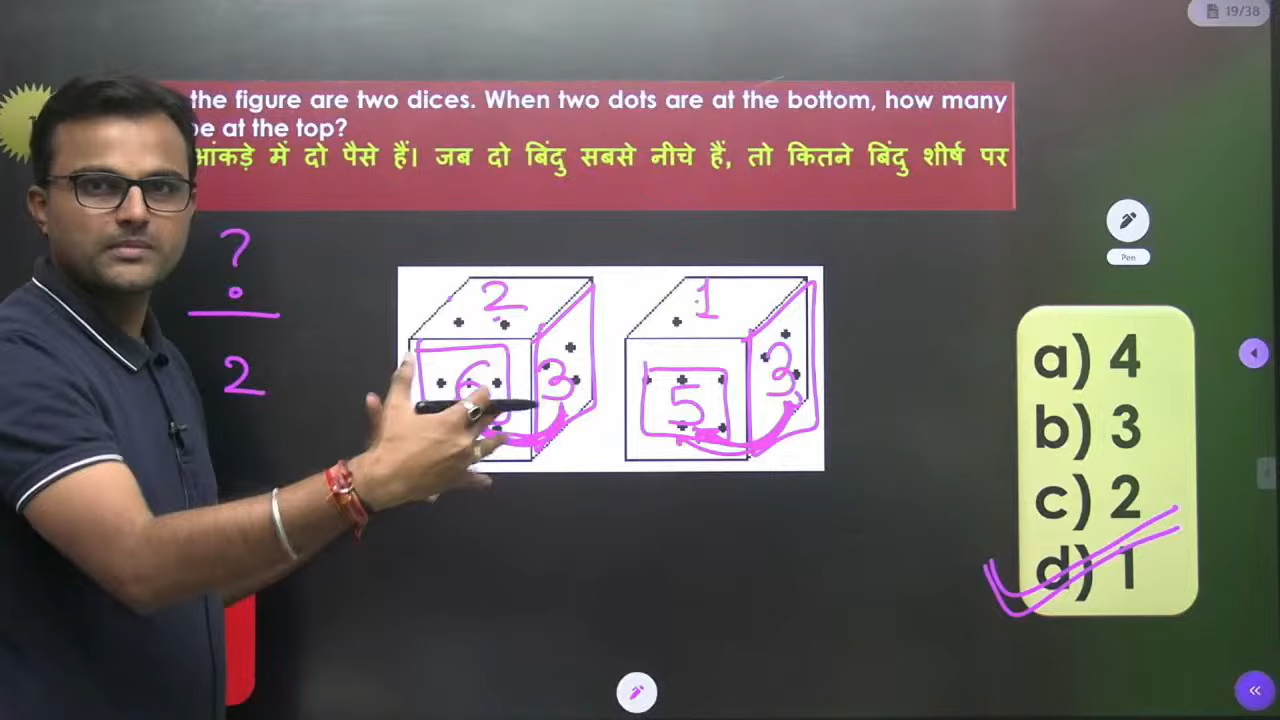 19/38
the figure are two dices. When two dots are at the bottom, how many
be at the top?
आंकड़े में दो पैसे हैं। जब दो बिंदु सबसे नीचे हैं, तो कितने बिंदु शीर्ष पर
?
2
2
6
3
1
5
3
Pen
a) 4
b) 3
c) 2
d) 1
«